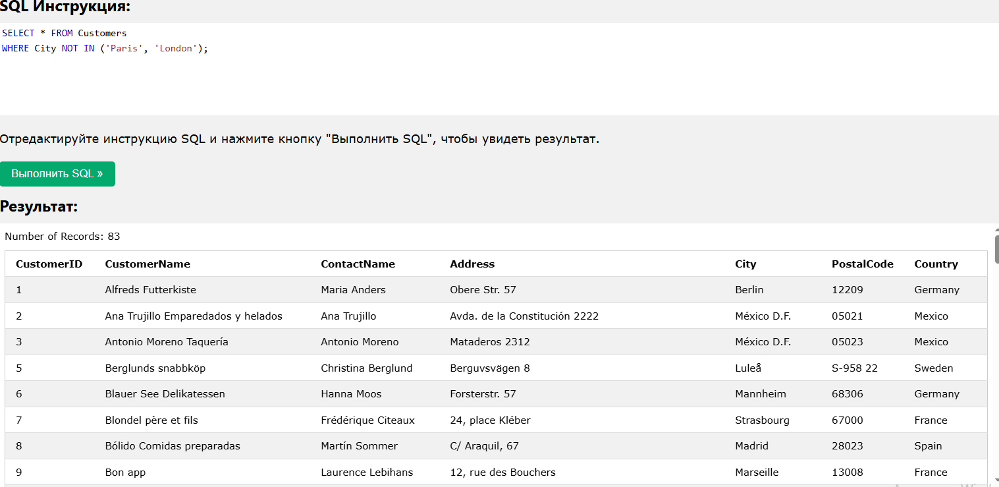 SQL Инструкция:
SELECT * FROM Customers
WHERE City NOT IN ('Paris', 'London');
Отредактируйте инструкцию SQL и нажмите кнопку "Выполнить SQL", чтобы увидеть результат.
Выполнить SQL »
Результат:
Number of Records: 83
CustomerID CustomerName ContactName Address City PostalCode Country
1 Alfreds Futterkiste Maria Anders Obere Str. 57 Berlin 12209 Germany
2 Ana Trujillo Emparedados y helados Ana Trujillo Avda. de la Constitución 2222 México D.F. 05021 Mexico
3 Antonio Moreno Taquería Antonio Moreno Mataderos 2312 México D.F. 05023 Mexico
5 Berglunds snabbköp Christina Berglund Berguvsvägen 8 Luleå S-958 22 Sweden
6 Blauer See Delikatessen Hanna Moos Forsterstr. 57 Mannheim 68306 Germany
7 Blondel père et fils Frédérique Citeaux 24, place Kléber Strasbourg 67000 France
8 Bólido Comidas preparadas Martín Sommer C/ Araquil, 67 Madrid 28023 Spain
9 Bon app Laurence Lebihans 12, rue des Bouchers Marseille 13008 France